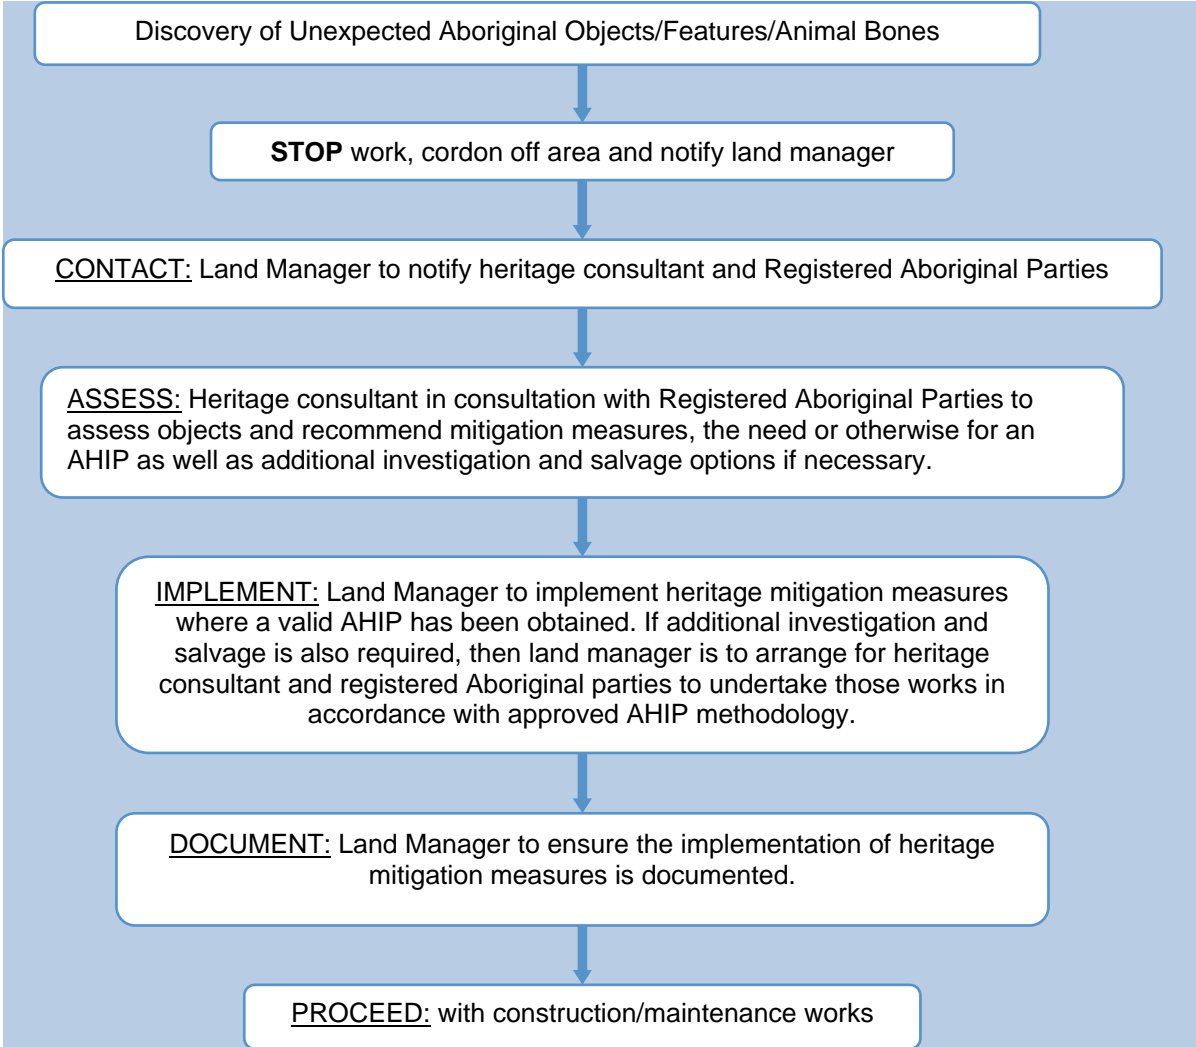 Discovery of Unexpected Aboriginal Objects/Features/Animal Bones
STOP work, cordon off area and notify land manager
CONTACT: Land Manager to notify heritage consultant and Registered Aboriginal Parties
ASSESS: Heritage consultant in consultation with Registered Aboriginal Parties to
assess objects and recommend mitigation measures, the need or otherwise for an
AHIP as well as additional investigation and salvage options if necessary.
IMPLEMENT: Land Manager to implement heritage mitigation measures
where a valid AHIP has been obtained. If additional investigation and
salvage is also required, then land manager is to arrange for heritage
consultant and registered Aboriginal parties to undertake those works in
accordance with approved AHIP methodology.
DOCUMENT: Land Manager to ensure the implementation of heritage
mitigation measures is documented.
PROCEED: with construction/maintenance works